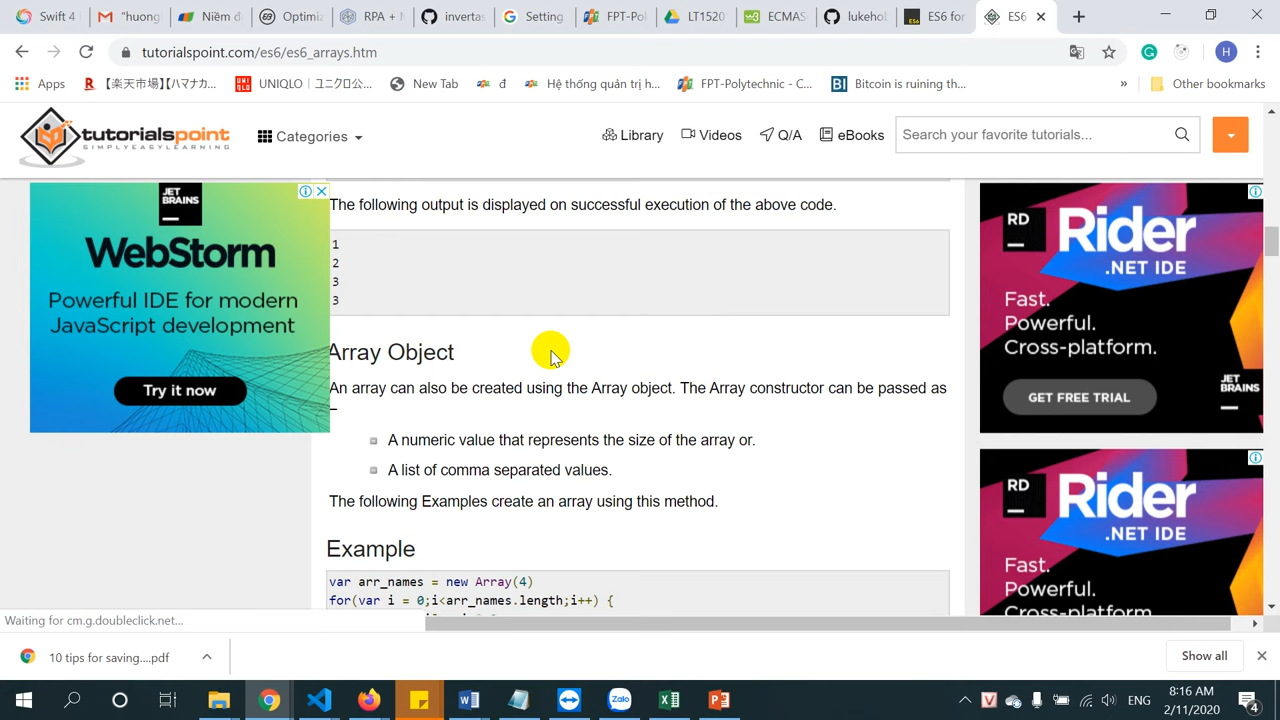 Swift 4
"huong
Niềm đ
Optimiz
RPA + M
invertas
Setting
FPT-Pol
LT152
ECMAS
lukehol
ES6 for
ES6
tutorialspoint.com/es6/es6_arrays.htm
H
Apps
【楽天市場】【ハマナカ...
UNIQLO｜ユニクロ公...
New Tab
đ
Hệ thống quản trị h...
FPT-Polytechnic - C...
BI
Bitcoin is ruining th...
»
Other bookmarks
tutorialspoint
SIMPLYEASYLEARNING
Categories
Library
Videos
Q/A
eBooks
Search your favorite tutorials...
JET
BRAINS
WebStorm
Powerful IDE for modern
JavaScript development
Try it now
The following output is displayed on successful execution of the above code.
1
2
3
3
Array Object
An array can also be created using the Array object. The Array constructor can be passed as
–
A numeric value that represents the size of the array or.
A list of comma separated values.
The following Examples create an array using this method.
Example
var arr_names = new Array(4)
for(var i = 0;i<arr_names.length;i++) {
RD
Rider
.NET IDE
Fast.
Powerful.
Cross-platform.
GET FREE TRIAL
JET
BRAINS
RD
Rider
.NET IDE
Fast.
Powerful.
Waiting for cm.g.doubleclick.net...
10 tips for saving....pdf
Show all
ENG
8:16 AM
2/11/2020
4